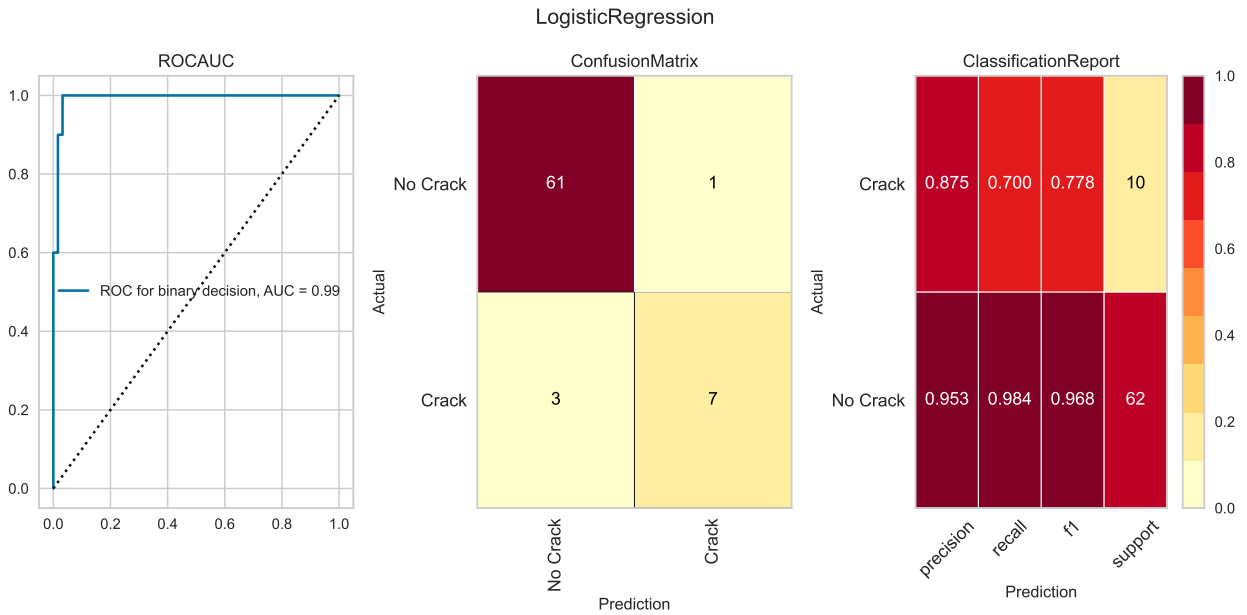 LogisticRegression
ROCAUC
1.0
0.8
0.6
0.4
0.2
0.0
ROC for binary decision, AUC = 0.99
0.0 0.2 0.4 0.6 0.8 1.0
ConfusionMatrix
Actual
No Crack 61 1
Crack 3 7
No Crack Crack
Prediction
ClassificationReport
Actual
Crack 0.875 0.700 0.778 10
No Crack 0.953 0.984 0.968 62
precision recall f1 support
Prediction
1.0
0.8
0.6
0.4
0.2
0.0